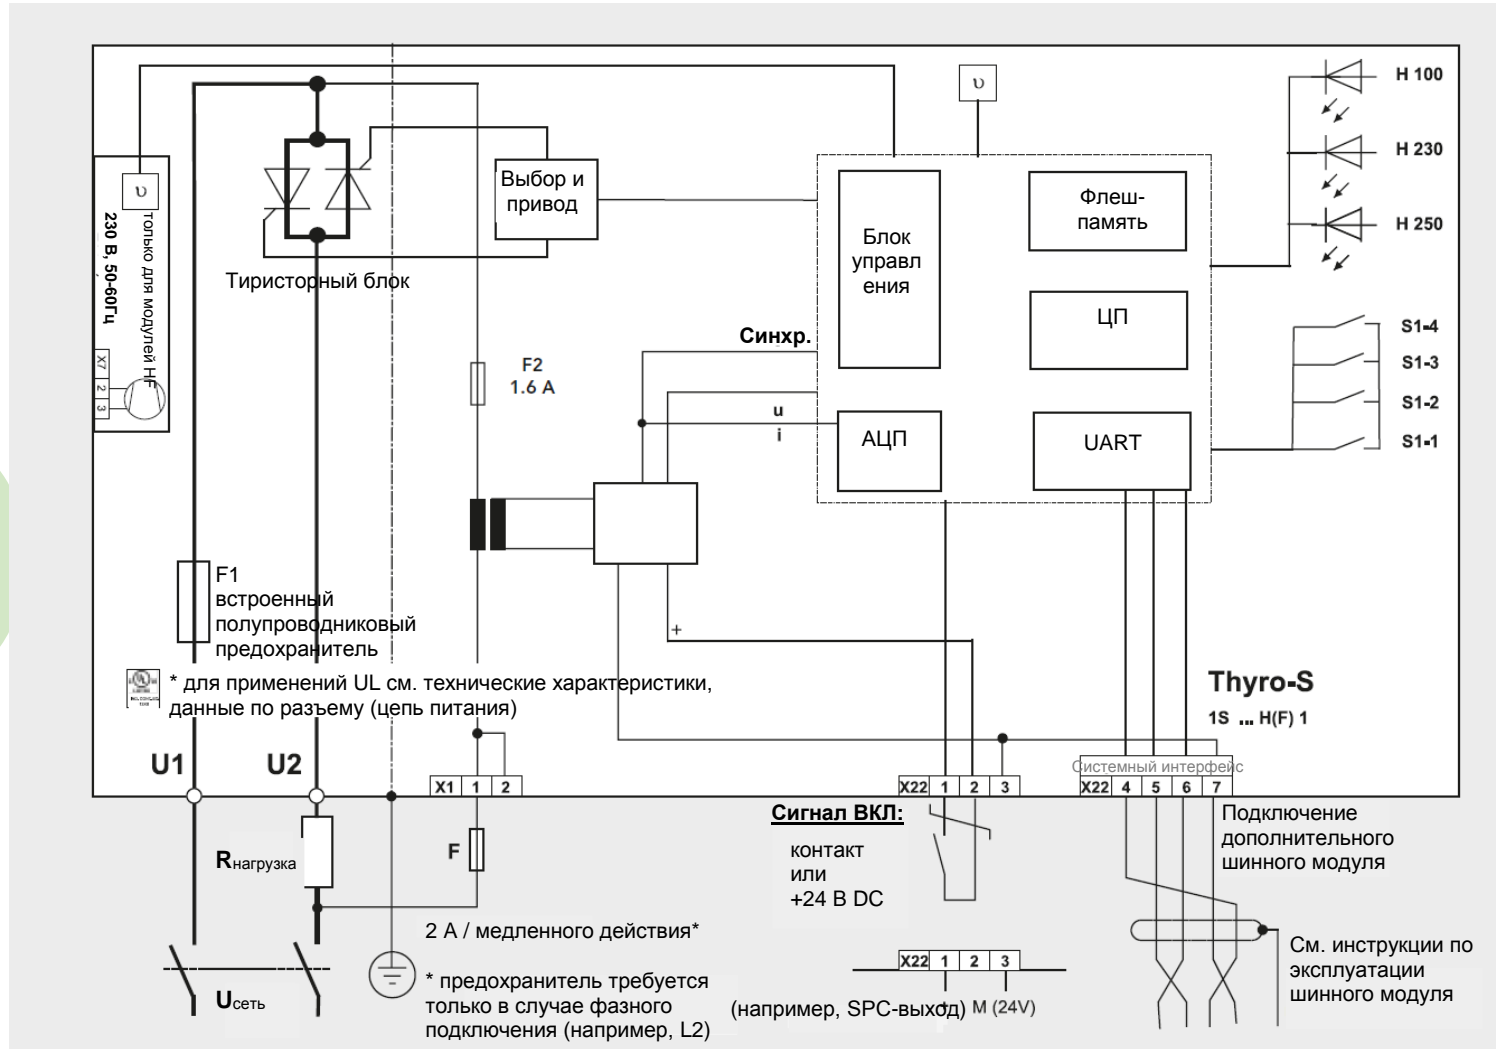 H 100
H 230
H 250
υ
υ
только для модулей HF
230 В, 50-60Гц
X7 2 3
Выбор и
привод
Тиристорный блок
Блок
управл
ения
Флеш-
память
ЦП
АЦП
UART
Синхр.
u
i
F2
1.6 A
S1-4
S1-3
S1-2
S1-1
F1
встроенный
полупроводниковый
предохранитель
+
* для применений UL см. технические характеристики,
данные по разъему (цепь питания)
Thyro-S
1S ... H(F) 1
U1
U2
X1 1 2
X22 1 2 3
Системный интерфейс
X22 4 5 6 7
Rнагрузка
F
Сигнал ВКЛ:
контакт
или
+24 В DC
Подключение
дополнительного
шинного модуля
2 А / медленного действия*
* предохранитель требуется
только в случае фазного
подключения (например, L2)
Uсеть
X22 1 2 3
(например, SPC-выход)
+ M (24V)
См. инструкции по
эксплуатации
шинного модуля